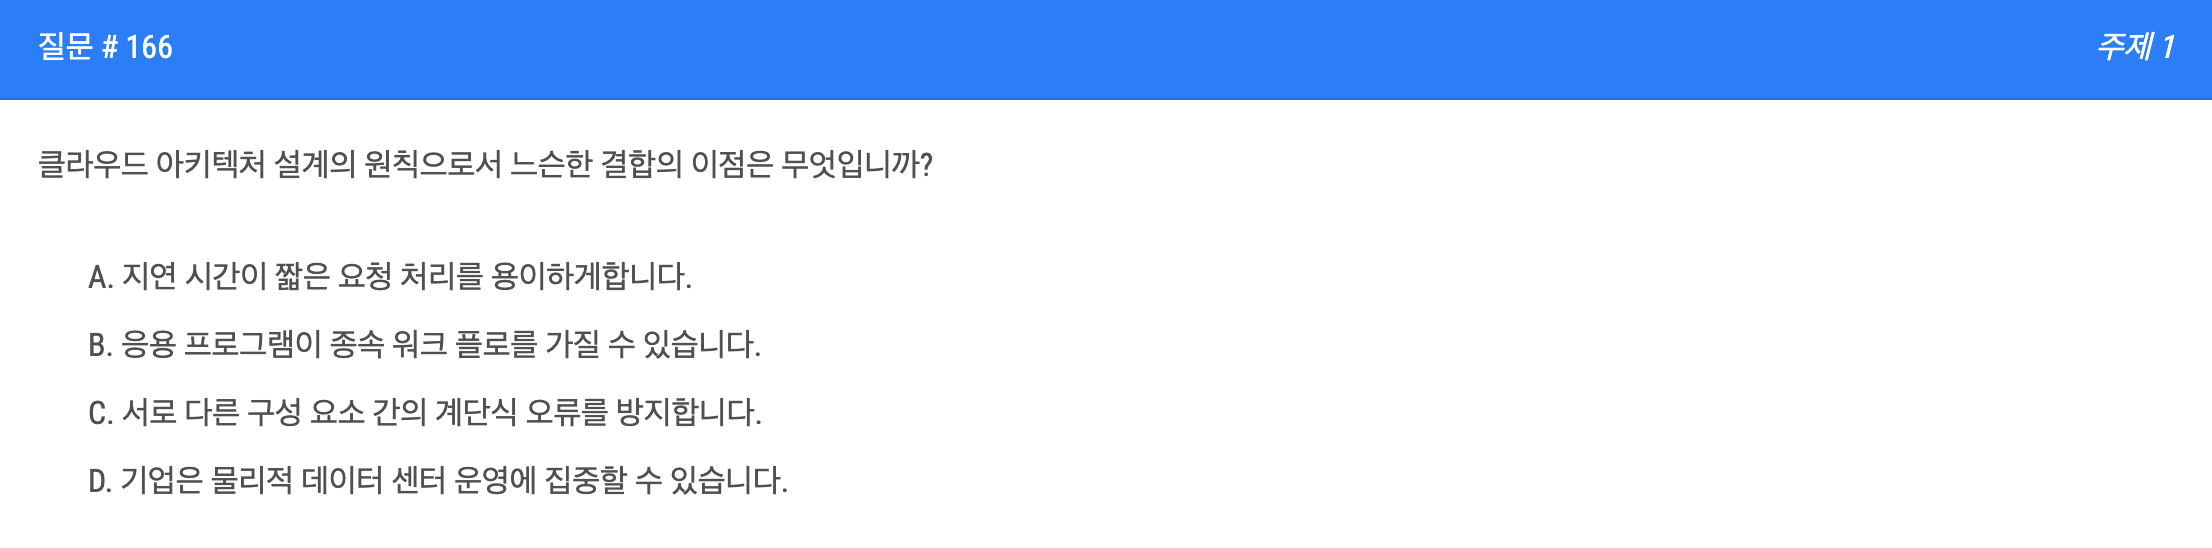 질문 # 166
주제 1
클라우드 아키텍처 설계의 원칙으로서 느슨한 결합의 이점은 무엇입니까?
A. 지연 시간이 짧은 요청 처리를 용이하게합니다.
B. 응용 프로그램이 종속 워크 플로를 가질 수 있습니다.
C. 서로 다른 구성 요소 간의 계단식 오류를 방지합니다.
D. 기업은 물리적 데이터 센터 운영에 집중할 수 있습니다.